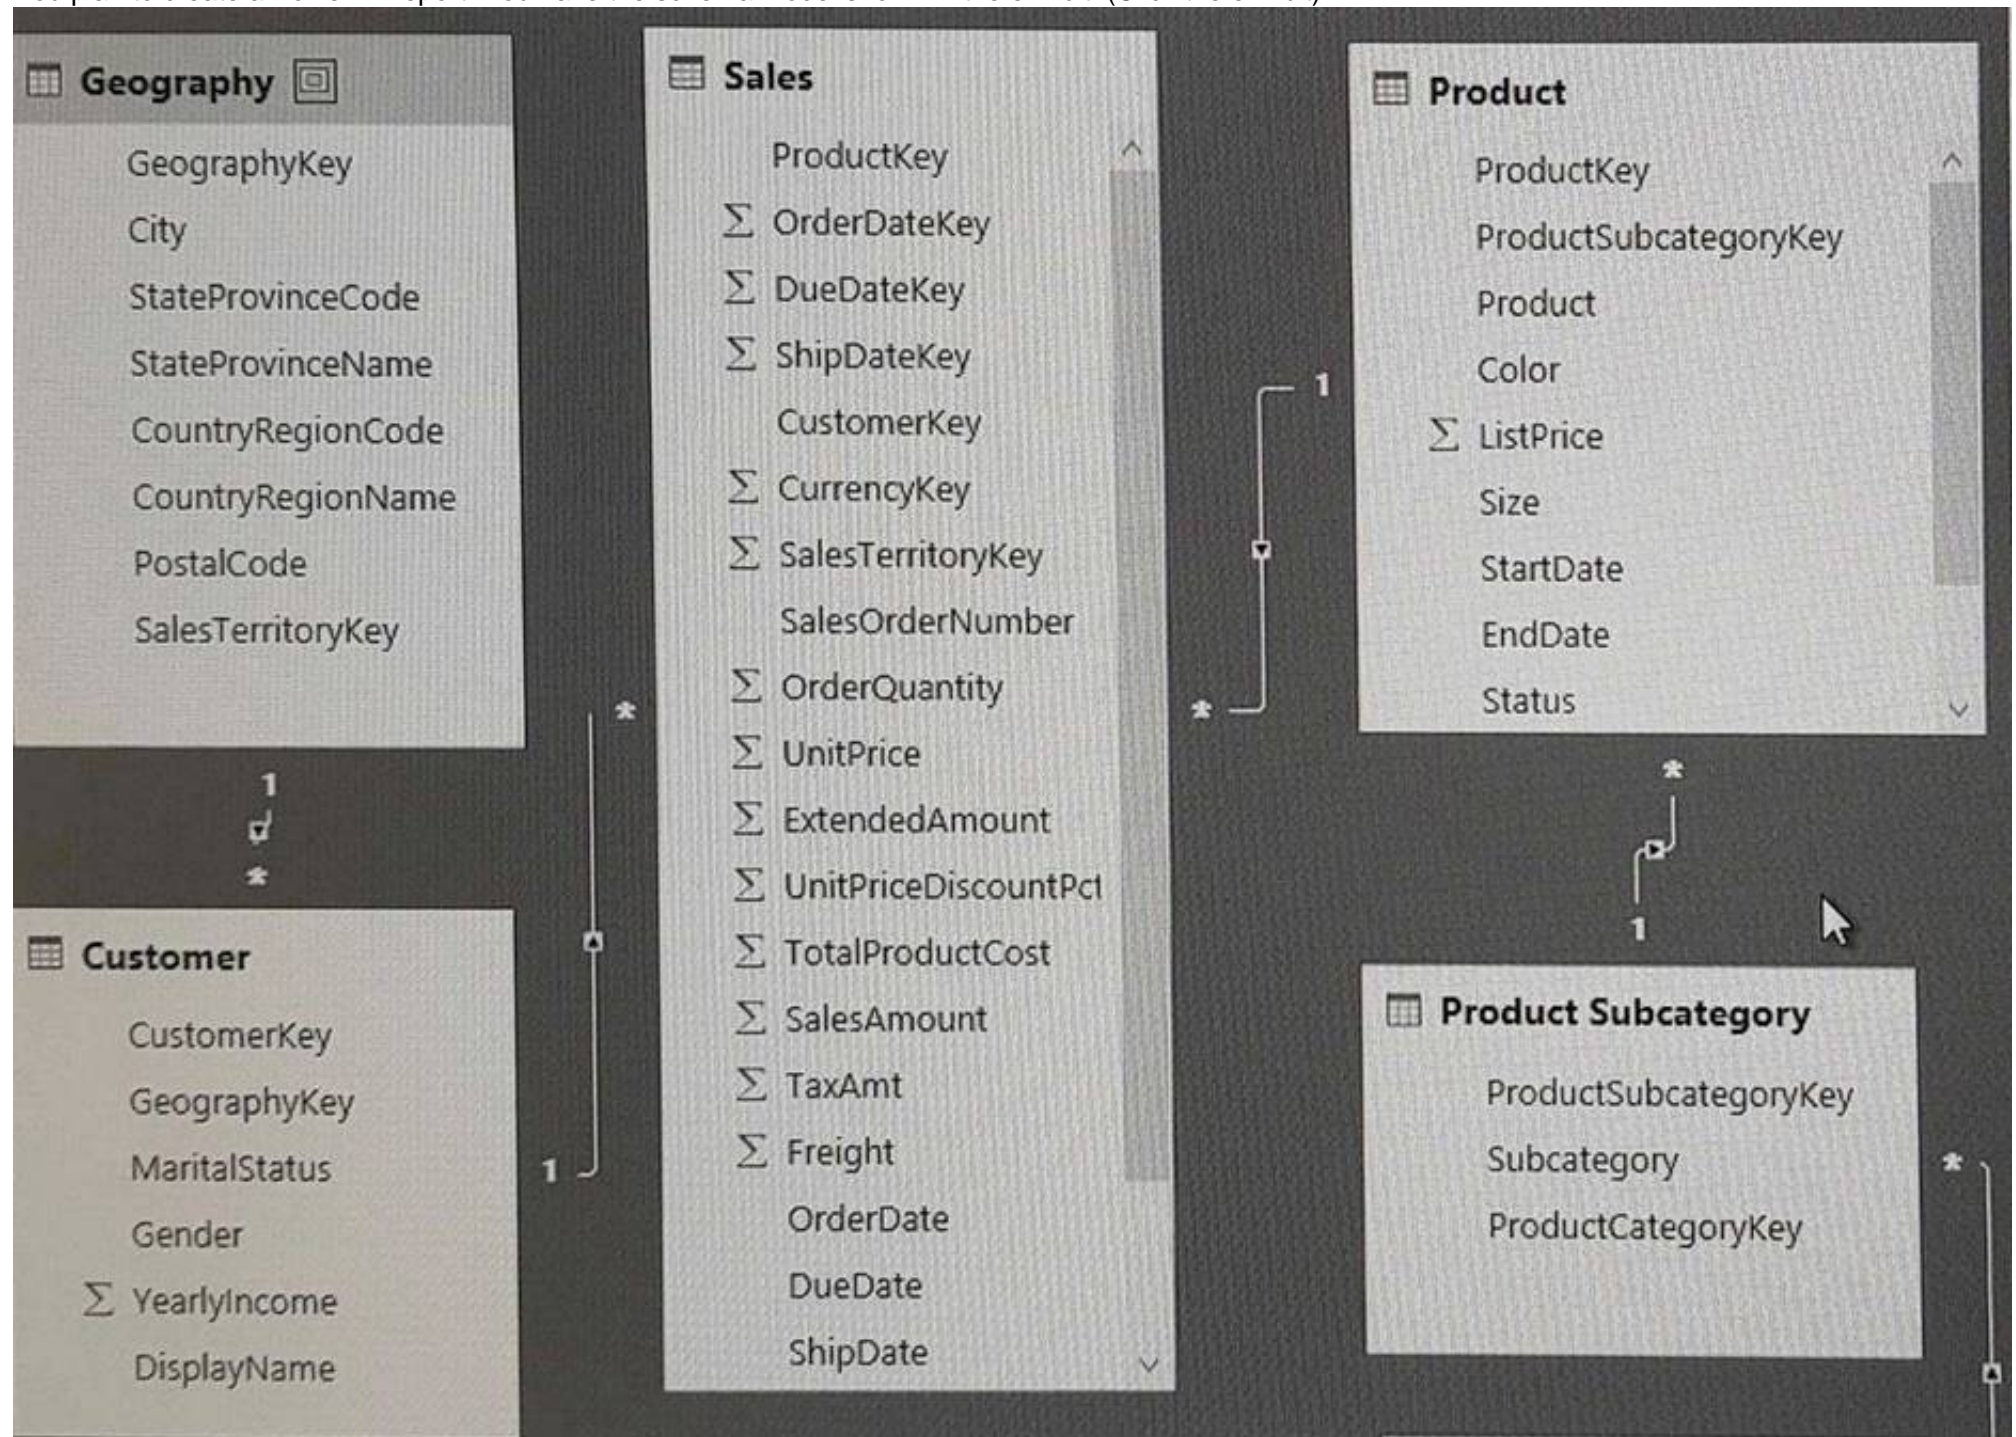 Geography
GeographyKey
City
StateProvinceCode
StateProvinceName
CountryRegionCode
CountryRegionName
PostalCode
SalesTerritoryKey
1
*
Customer
CustomerKey
GeographyKey
MaritalStatus
Gender
Σ YearlyIncome
DisplayName
1
*
Sales
ProductKey
Σ OrderDateKey
Σ DueDateKey
Σ ShipDateKey
CustomerKey
Σ CurrencyKey
Σ SalesTerritoryKey
SalesOrderNumber
Σ OrderQuantity
Σ UnitPrice
Σ ExtendedAmount
Σ UnitPriceDiscountPct
Σ TotalProductCost
Σ SalesAmount
Σ TaxAmt
Σ Freight
OrderDate
DueDate
ShipDate
*
1
Product
ProductKey
ProductSubcategoryKey
Product
Color
Σ ListPrice
Size
StartDate
EndDate
Status
*
1
Product Subcategory
ProductSubcategoryKey
Subcategory
ProductCategoryKey
*